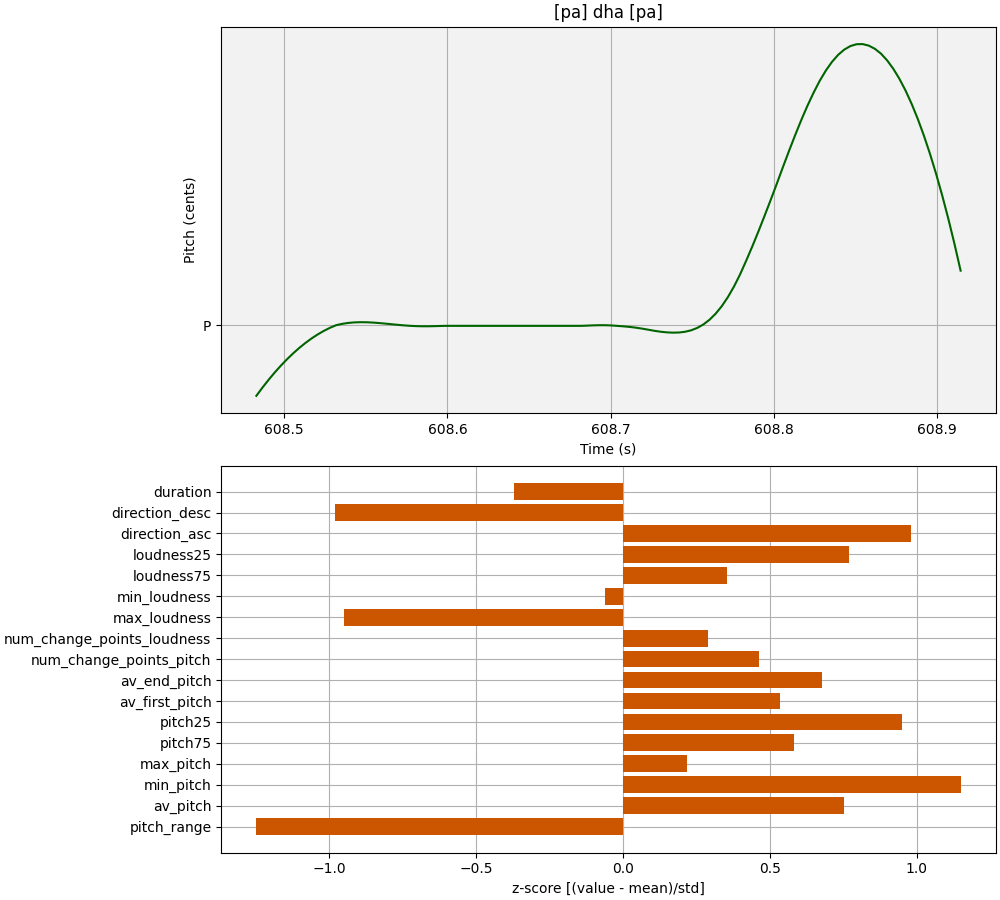 [pa] dha [pa]
Pitch (cents)
P
608.5 608.6 608.7 608.8 608.9
Time (s)
duration
direction_desc
direction_asc
loudness25
loudness75
min_loudness
max_loudness
num_change_points_loudness
num_change_points_pitch
av_end_pitch
av_first_pitch
pitch25
pitch75
max_pitch
min_pitch
av_pitch
pitch_range
−1.0 −0.5 0.0 0.5 1.0
z-score [(value - mean)/std]